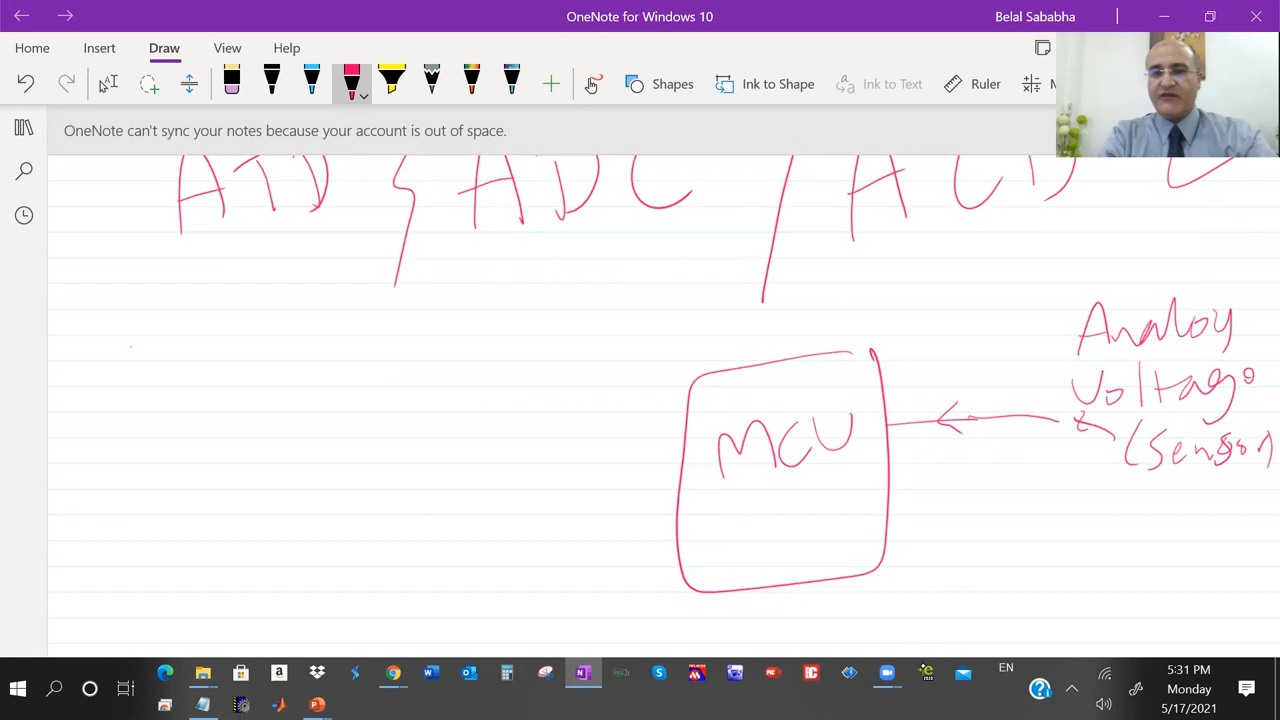 OneNote for Windows 10
Belal Sababha
Home Insert Draw View Help
Shapes Ink to Shape Ink to Text Ruler M
OneNote can't sync your notes because your account is out of space.
ATD / ADC /
Analog
Voltage
(Sensor)
MCU
EN
5:31 PM
Monday
5/17/2021